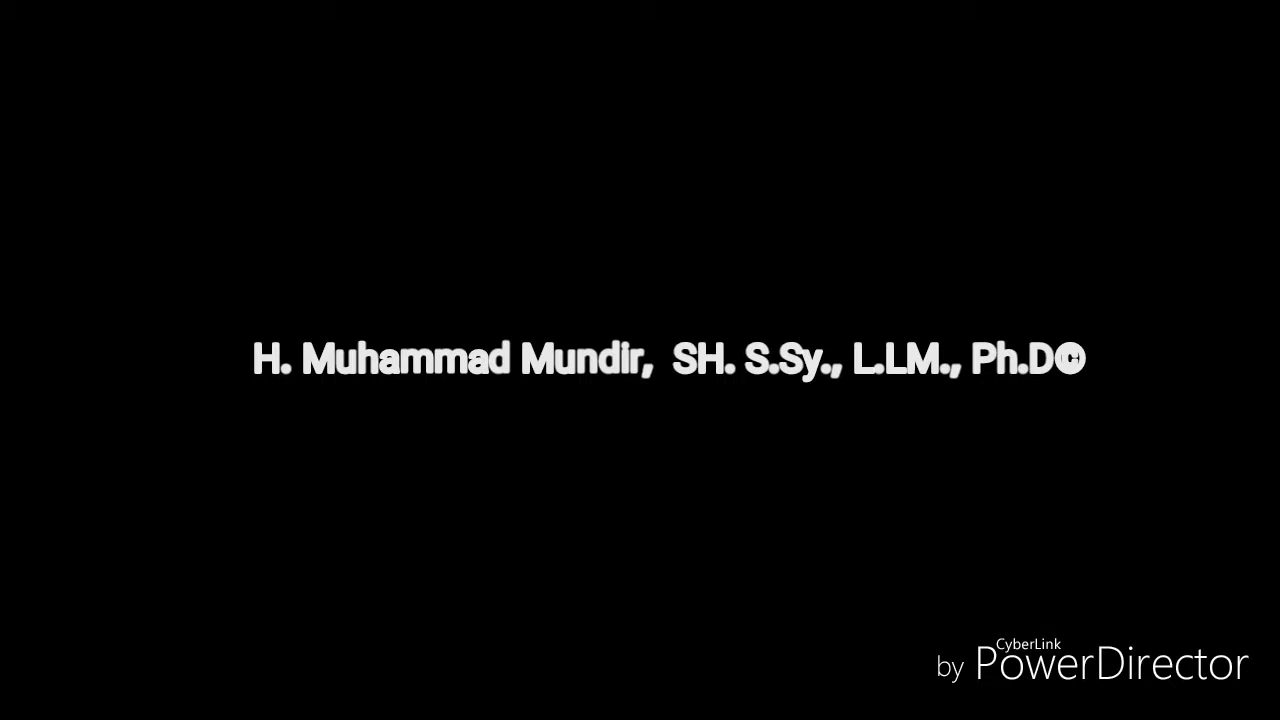 H. Muhammad Mundir, SH. S.Sy., L.LM., Ph.D©
CyberLink
by PowerDirector